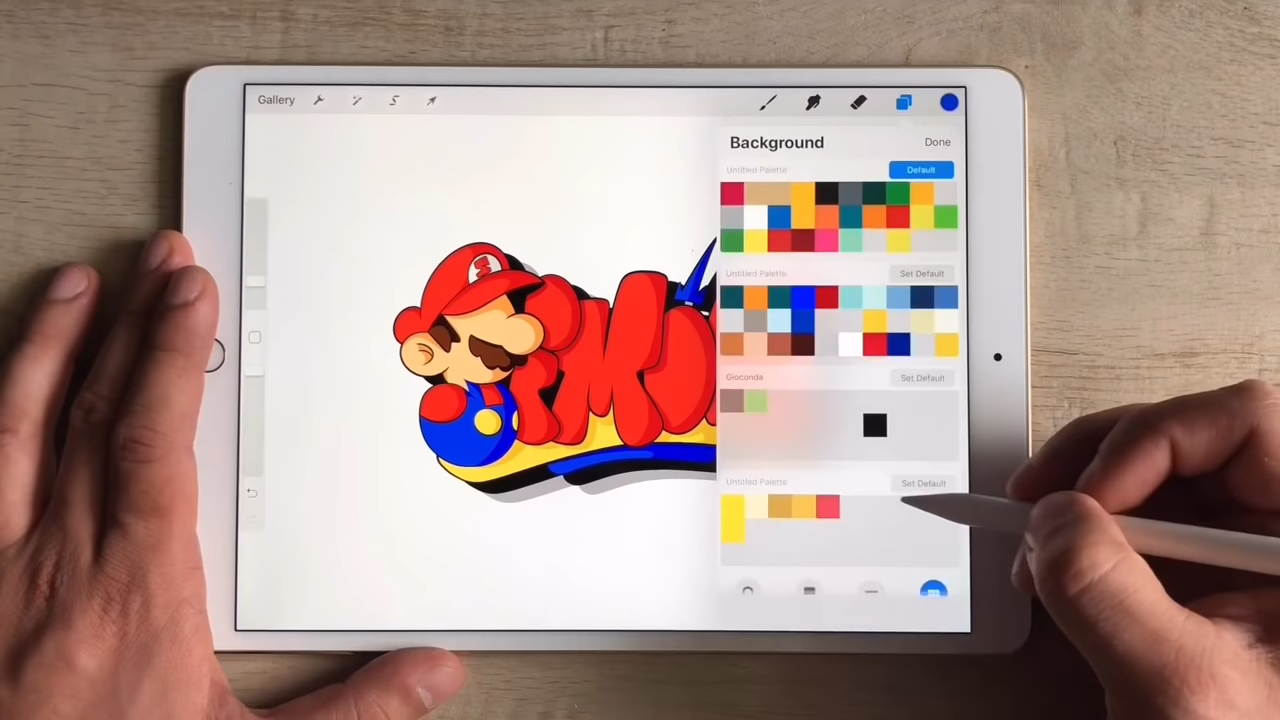 Gallery
Background
Done
Untitled Palette
Default
Untitled Palette
Set Default
Gioconda
Set Default
Untitled Palette
Set Default